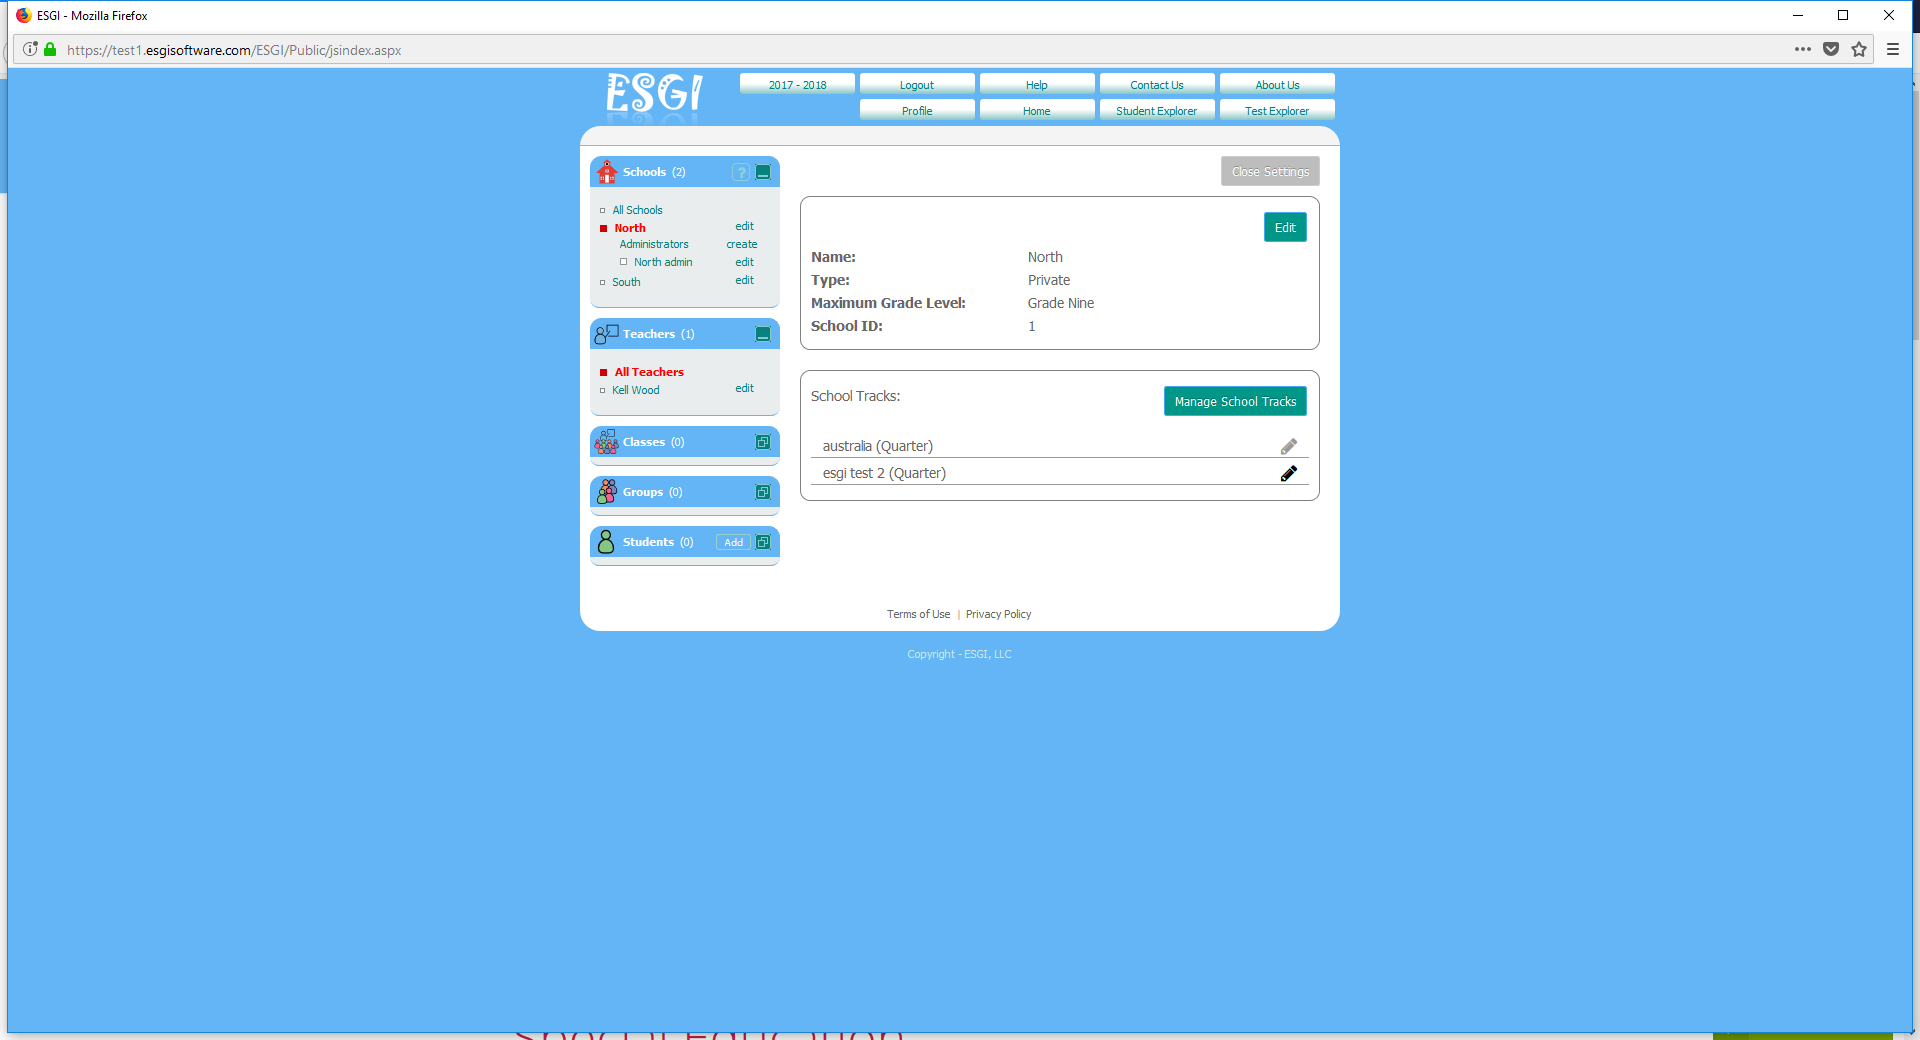 ESGI - Mozilla Firefox
https://test1.esgisoftware.com/ESGI/Public/jsindex.aspx
ESGI
2017 - 2018 Logout Help Contact Us About Us
Profile Home Student Explorer Test Explorer
Schools (2) ?
All Schools
North edit
Administrators create
North admin edit
South edit
Teachers (1)
All Teachers
Kell Wood edit
Classes (0)
Groups (0)
Students (0) Add
Close Settings
Edit
Name: North
Type: Private
Maximum Grade Level: Grade Nine
School ID: 1
School Tracks: Manage School Tracks
australia (Quarter)
esgi test 2 (Quarter)
Terms of Use | Privacy Policy
Copyright - ESGI, LLC
Special Education